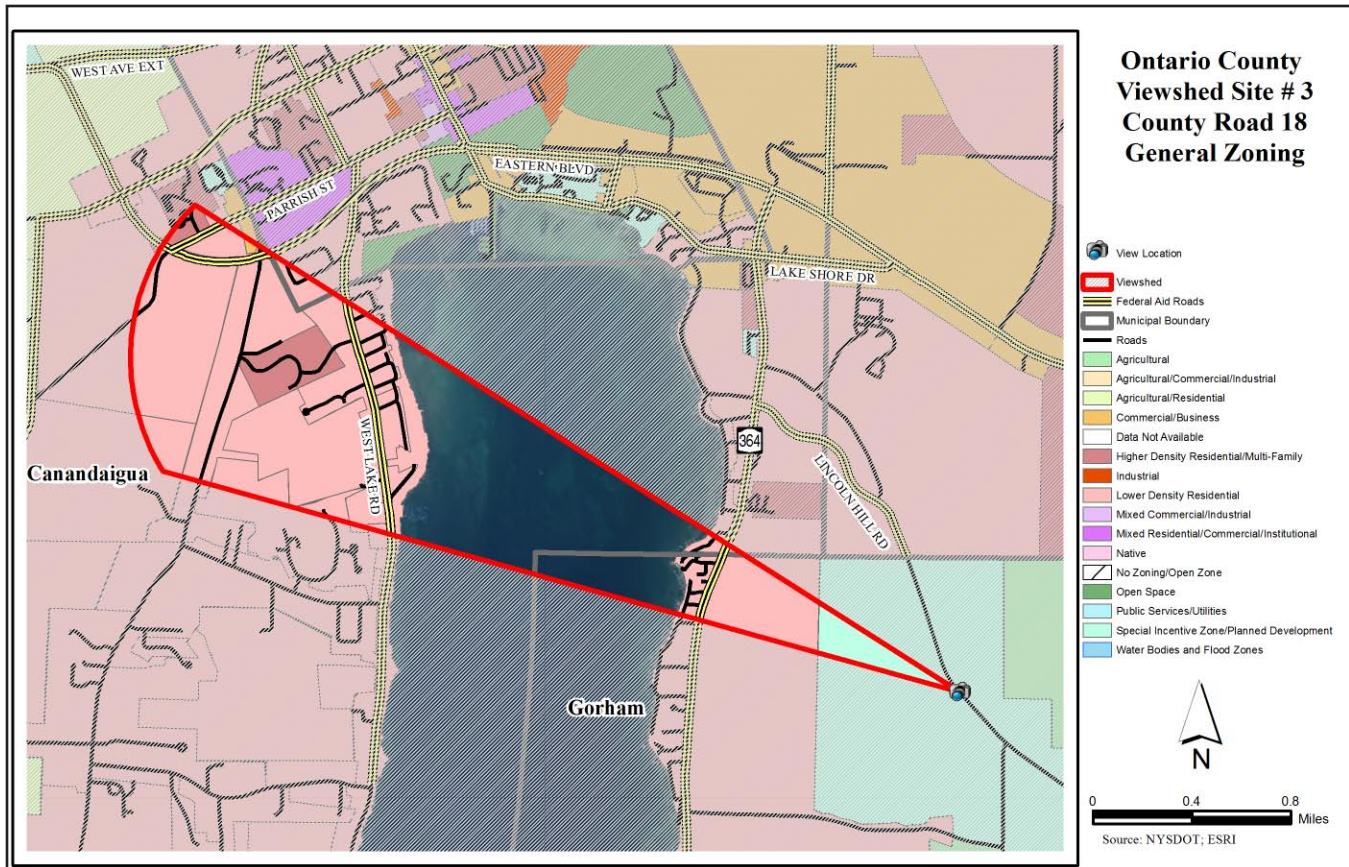 Ontario County
Viewshed Site # 3
County Road 18
General Zoning
WEST AVE EXT
PARRISH ST
EASTERN BLVD
LAKE SHORE DR
364
LINCOLN HILL RD
WEST LAKE RD
Canandaigua
Gorham
View Location
Viewshed
Federal Aid Roads
Municipal Boundary
Roads
Agricultural
Agricultural/Commercial/Industrial
Agricultural/Residential
Commercial/Business
Data Not Available
Higher Density Residential/Multi-Family
Industrial
Lower Density Residential
Mixed Commercial/Industrial
Mixed Residential/Commercial/Institutional
Native
No Zoning/Open Zone
Open Space
Public Services/Utilities
Special Incentive Zone/Planned Development
Water Bodies and Flood Zones
N
0 0.4 0.8
Miles
Source: NYSDOT; ESRI